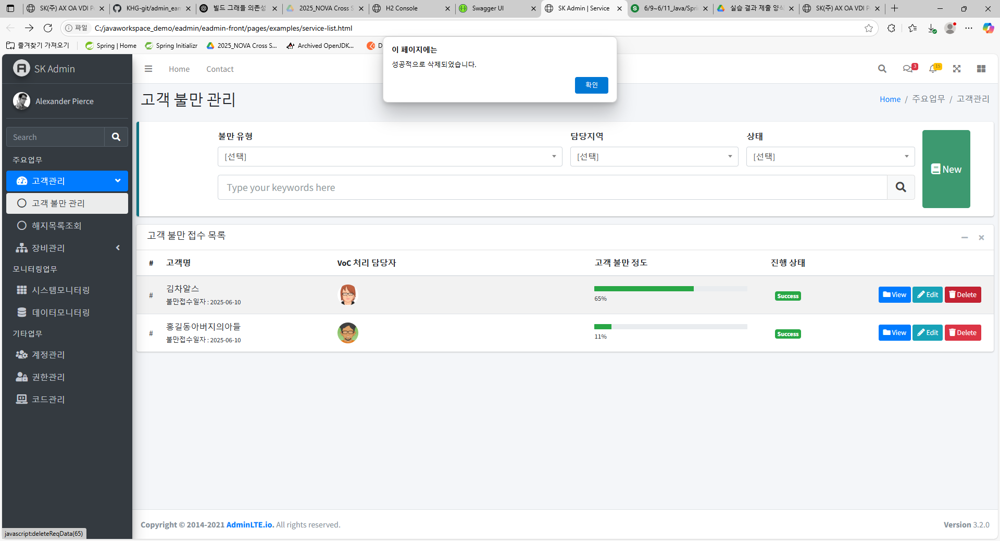 SK(주) AX OA VDI P
KHG-git/admin_eam
빌드 그래들 의존성
2025_NOVA Cross S
H2 Console
Swagger UI
SK Admin | Service
6/9~6/11_Java/Spri
실습 결과 제출 양식
SK(주) AX OA VDI P
파일
C:/javaworkspace_demo/eadmin/eadmin-front/pages/examples/service-list.html
즐겨찾기 가져오기
Spring | Home
Spring Initializr
2025_NOVA Cross S...
Archived OpenJDK...
D
이 페이지에는
성공적으로 삭제되었습니다.
확인
SK Admin
Home
Contact
3
15
Alexander Pierce
고객 불만 관리
Home / 주요업무 / 고객관리
Search
주요업무
고객관리
고객 불만 관리
해지목록조회
장비관리
모니터링업무
시스템모니터링
데이터모니터링
기타업무
계정관리
권한관리
코드관리
불만 유형
담당지역
상태
[선택]
[선택]
[선택]
Type your keywords here
New
고객 불만 접수 목록
# 고객명 VoC 처리 담당자 고객 불만 정도 진행 상태
# 김차알스
불만접수일자 : 2025-06-10
65%
Success
View Edit Delete
# 홍길동아버지의아들
불만접수일자 : 2025-06-10
11%
Success
View Edit Delete
Copyright © 2014-2021 AdminLTE.io. All rights reserved.
Version 3.2.0
javascript:deleteReqData(65)